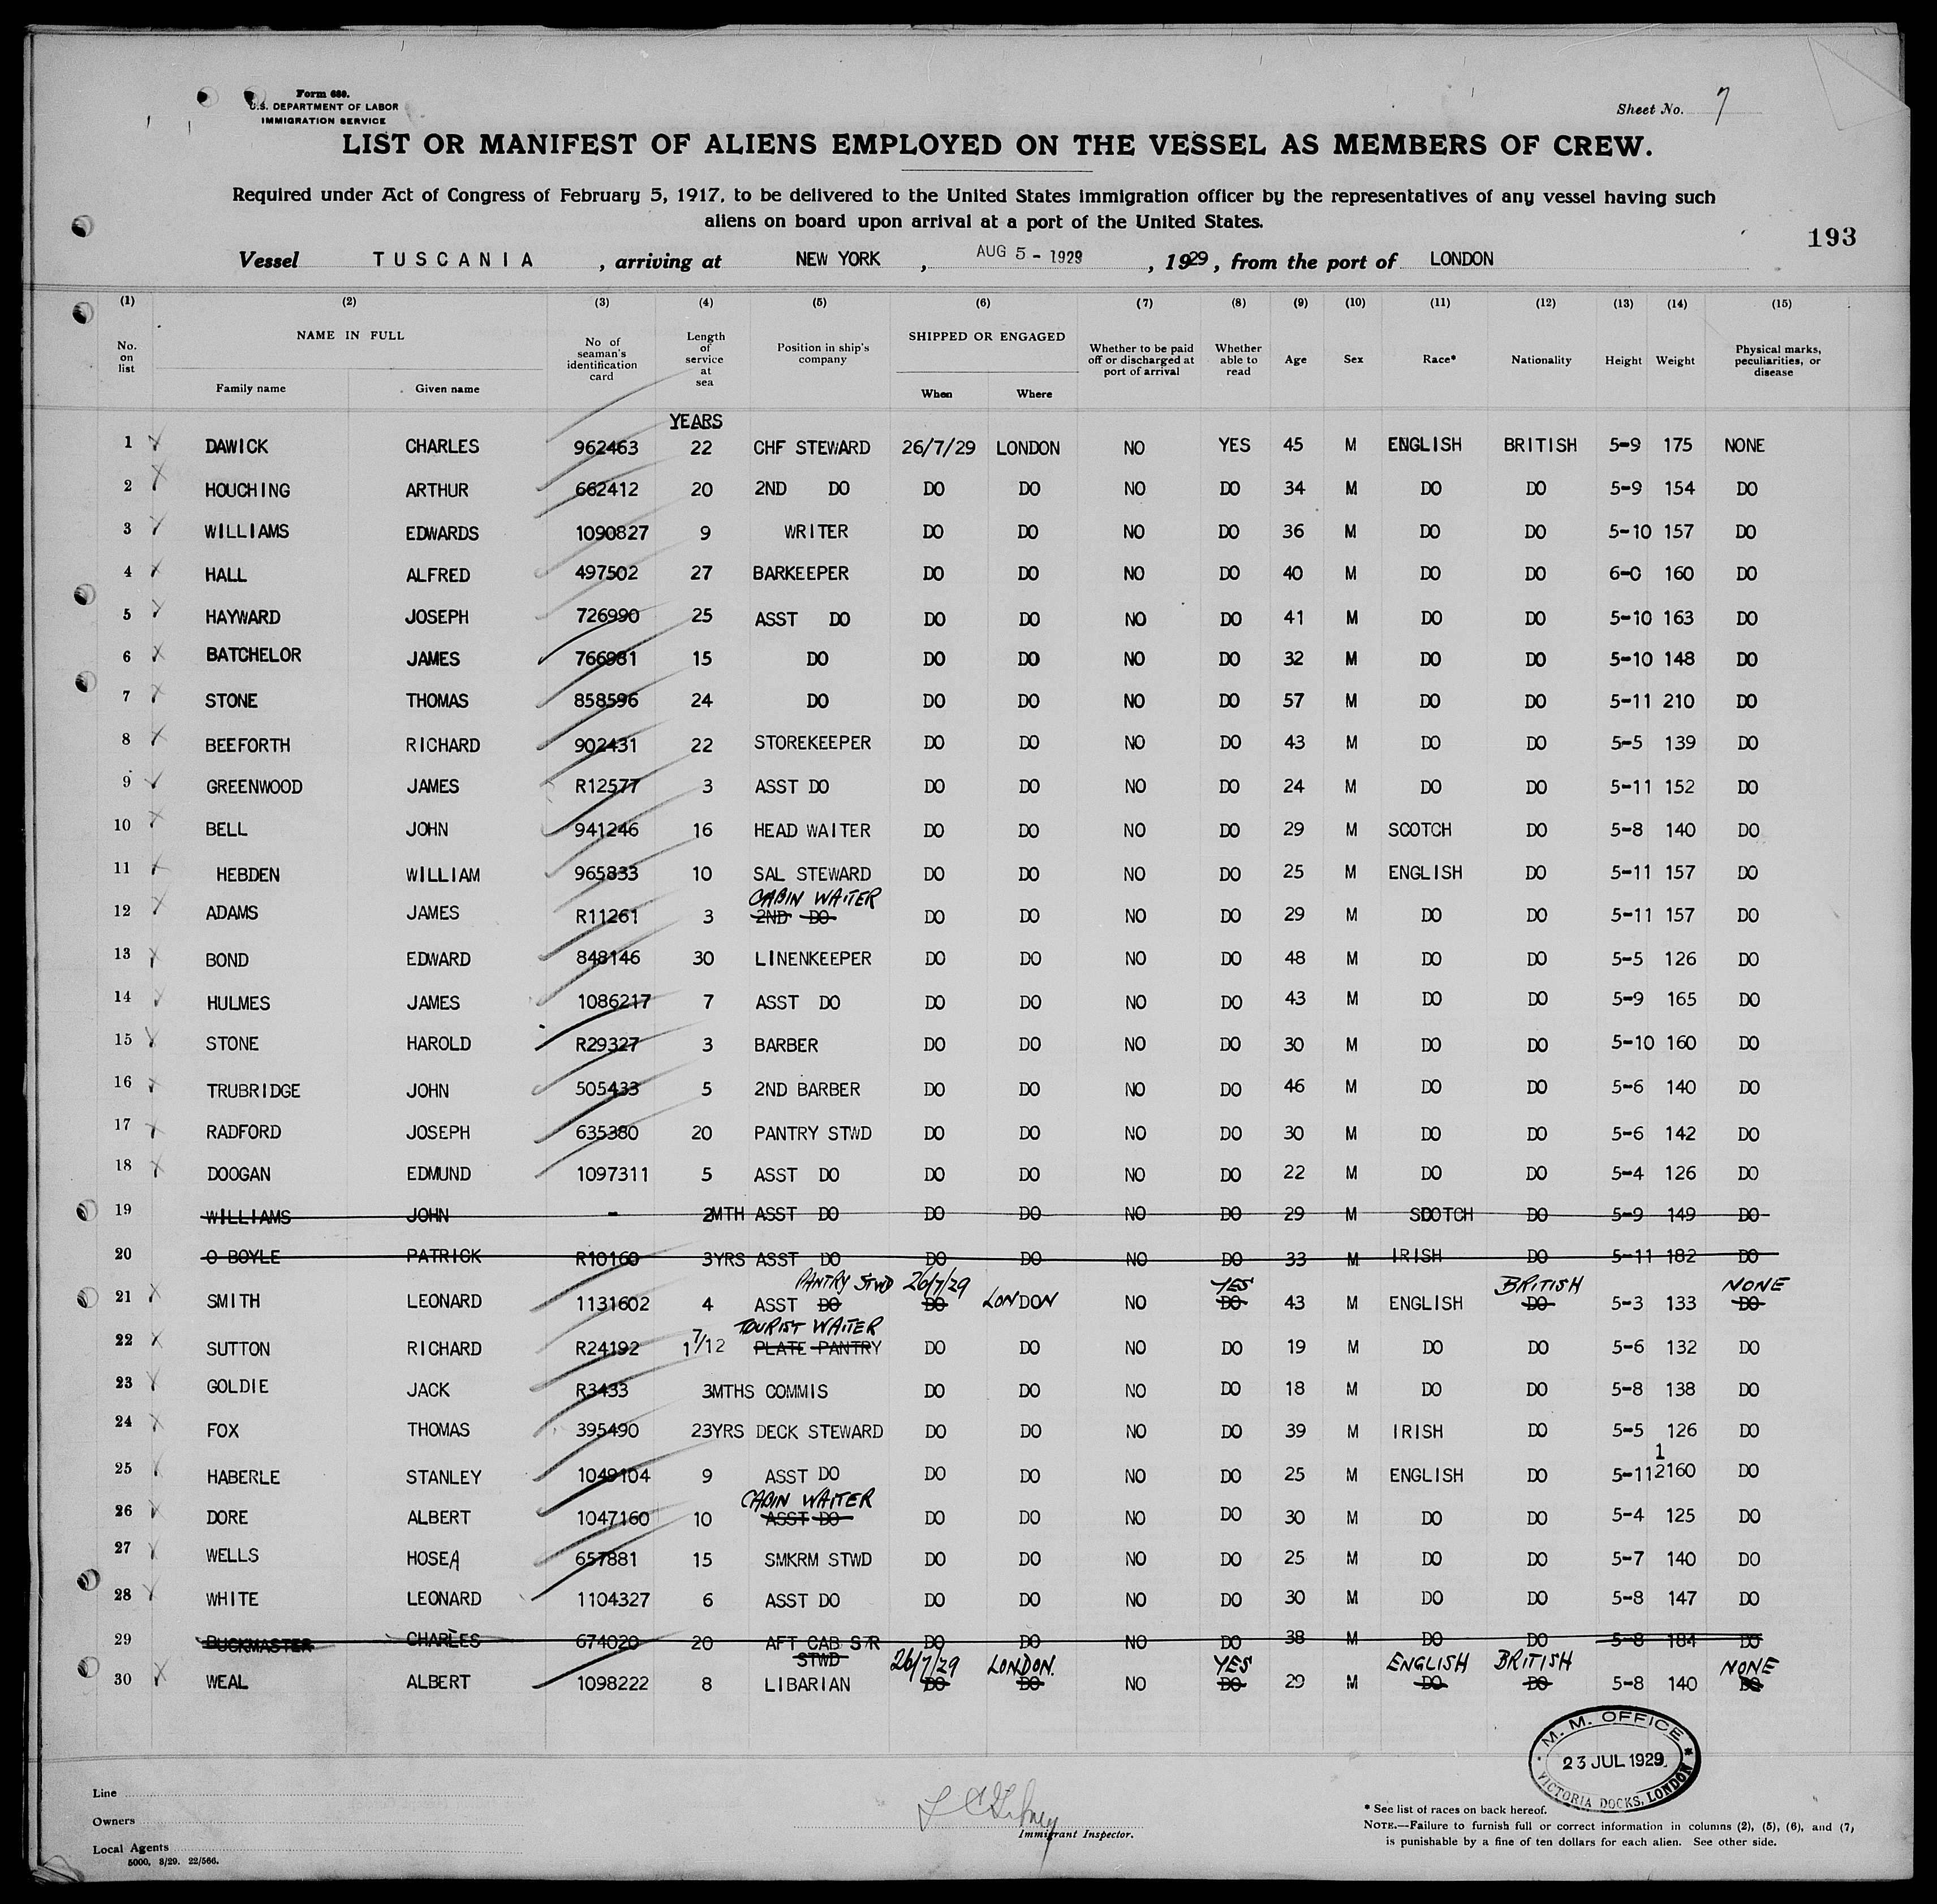 Form 680.
U.S. DEPARTMENT OF LABOR
IMMIGRATION SERVICE
Sheet No. 7
LIST OR MANIFEST OF ALIENS EMPLOYED ON THE VESSEL AS MEMBERS OF CREW.
Required under Act of Congress of February 5, 1917, to be delivered to the United States immigration officer by the representatives of any vessel having such
aliens on board upon arrival at a port of the United States.
193
Vessel TUSCANIA , arriving at NEW YORK , AUG 5 - 1929 , 1929, from the port of LONDON
(1) (2) (3) (4) (5) (6) (7) (8) (9) (10) (11) (12) (13) (14) (15)
No. on list NAME IN FULL Family name Given name No of seaman's identification card Length of service at sea Position in ship's company SHIPPED OR ENGAGED When Where Whether to be paid off or discharged at port of arrival Whether able to read Age Sex Race* Nationality Height Weight Physical marks, peculiarities, or disease
YEARS
1 DAWICK CHARLES 962463 22 CHF STEWARD 26/7/29 LONDON NO YES 45 M ENGLISH BRITISH 5-9 175 NONE
2 HOUCHING ARTHUR 662412 20 2ND DO DO DO NO DO 34 M DO DO 5-9 154 DO
3 WILLIAMS EDWARDS 1090827 9 WRITER DO DO NO DO 36 M DO DO 5-10 157 DO
4 HALL ALFRED 497502 27 BARKEEPER DO DO NO DO 40 M DO DO 6-0 160 DO
5 HAYWARD JOSEPH 726990 25 ASST DO DO DO NO DO 41 M DO DO 5-10 163 DO
6 BATCHELOR JAMES 766981 15 DO DO DO NO DO 32 M DO DO 5-10 148 DO
7 STONE THOMAS 858596 24 DO DO DO NO DO 57 M DO DO 5-11 210 DO
8 BEEFORTH RICHARD 902431 22 STOREKEEPER DO DO NO DO 43 M DO DO 5-5 139 DO
9 GREENWOOD JAMES R12577 3 ASST DO DO DO NO DO 24 M DO DO 5-11 152 DO
10 BELL JOHN 941246 16 HEAD WAITER DO DO NO DO 29 M SCOTCH DO 5-8 140 DO
11 HEBDEN WILLIAM 965833 10 SAL STEWARD DO DO NO DO 25 M ENGLISH DO 5-11 157 DO
CABIN WAITER
12 ADAMS JAMES R11261 3 2ND DO DO DO NO DO 29 M DO DO 5-11 157 DO
13 BOND EDWARD 848146 30 LINENKEEPER DO DO NO DO 48 M DO DO 5-5 126 DO
14 HULMES JAMES 1086217 7 ASST DO DO DO NO DO 43 M DO DO 5-9 165 DO
15 STONE HAROLD R29327 3 BARBER DO DO NO DO 30 M DO DO 5-10 160 DO
16 TRUBRIDGE JOHN 505433 5 2ND BARBER DO DO NO DO 46 M DO DO 5-6 140 DO
17 RADFORD JOSEPH 635380 20 PANTRY STWD DO DO NO DO 30 M DO DO 5-6 142 DO
18 DOOGAN EDMUND 1097311 5 ASST DO DO DO NO DO 22 M DO DO 5-4 126 DO
19 WILLIAMS JOHN - 2MTH ASST DO DO DO NO DO 29 M SCOTCH DO 5-9 149 DO
20 O BOYLE PATRICK R10160 3YRS ASST DO DO DO NO DO 33 M IRISH DO 5-11 182 DO
PANTRY STWD 26/7/29 YES BRITISH NONE
21 SMITH LEONARD 1131602 4 ASST DO DO LONDON NO DO 43 M ENGLISH DO 5-3 133 DO
TOURIST WAITER
22 SUTTON RICHARD R24192 1 7/12 PLATE PANTRY DO DO NO DO 19 M DO DO 5-6 132 DO
23 GOLDIE JACK R3433 3MTHS COMMIS DO DO NO DO 18 M DO DO 5-8 138 DO
24 FOX THOMAS 395490 23YRS DECK STEWARD DO DO NO DO 39 M IRISH DO 5-5 126 DO
1
25 HABERLE STANLEY 1049104 9 ASST DO DO DO NO DO 25 M ENGLISH DO 5-11 2 160 DO
CABIN WAITER
26 DORE ALBERT 1047160 10 ASST DO DO DO NO DO 30 M DO DO 5-4 125 DO
27 WELLS HOSEA 657881 15 SMKRM STWD DO DO NO DO 25 M DO DO 5-7 140 DO
28 WHITE LEONARD 1104327 6 ASST DO DO DO NO DO 30 M DO DO 5-8 147 DO
29 BUCKMASTER CHARLES 674020 20 AFT CAB STR DO DO NO DO 38 M DO DO 5-8 184 DO
STWD 26/7/29 LONDON. YES ENGLISH BRITISH NONE
30 WEAL ALBERT 1098222 8 LIBARIAN DO DO NO DO 29 M DO DO 5-8 140 DO
M. M. OFFICE
23 JUL 1929
VICTORIA DOCKS, LONDON
Line
Owners
Local Agents
5000, 3/29. 22/566.
Immigrant Inspector.
* See list of races on back hereof.
NOTE.—Failure to furnish full or correct information in columns (2), (5), (6), and (7,
is punishable by a fine of ten dollars for each alien. See other side.